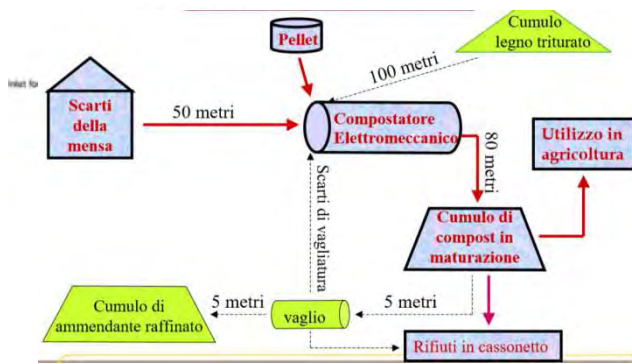 Pellet
Cumulo
legno triturato
100 metri
Scarti
della
mensa
50 metri
Compostatore
Elettromeccanico
80 metri
Utilizzo in
agricoltura
Scarti di vagliatura
Cumulo di
compost in
maturazione
Cumulo di
ammendante raffinato
5 metri
vaglio
5 metri
Rifiuti in cassonetto